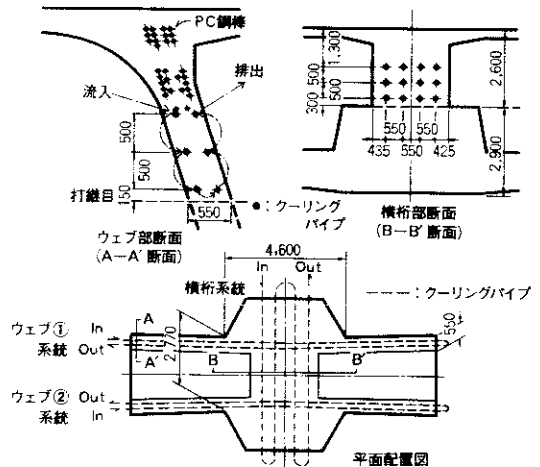 PC鋼棒
流入
排出
500
500
150
打継目
550
●：クーリング
パイプ
ウェブ部断面
(A—A′断面)
1,300
500
500
300
2,600
2,900
550 550
435 550 425
横桁部断面
(B—B′断面)
4,600
In Out
横桁系統
----：クーリングパイプ
ウェブ① In
系統 Out
A
A′
2,770
B B′
550
ウェブ② Out
系統 In
平面配置図